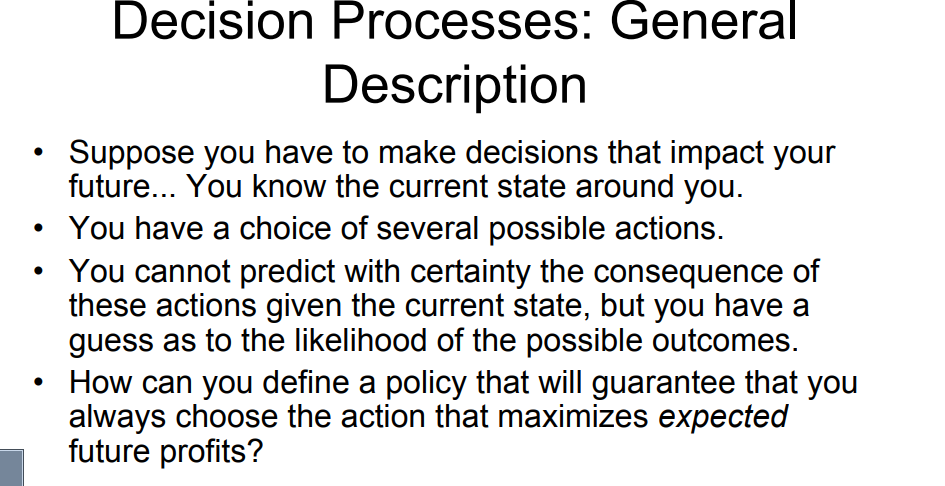 Decision Processes: General
Description
• Suppose you have to make decisions that impact your
future... You know the current state around you.
• You have a choice of several possible actions.
• You cannot predict with certainty the consequence of
these actions given the current state, but you have a
guess as to the likelihood of the possible outcomes.
• How can you define a policy that will guarantee that you
always choose the action that maximizes expected
future profits?